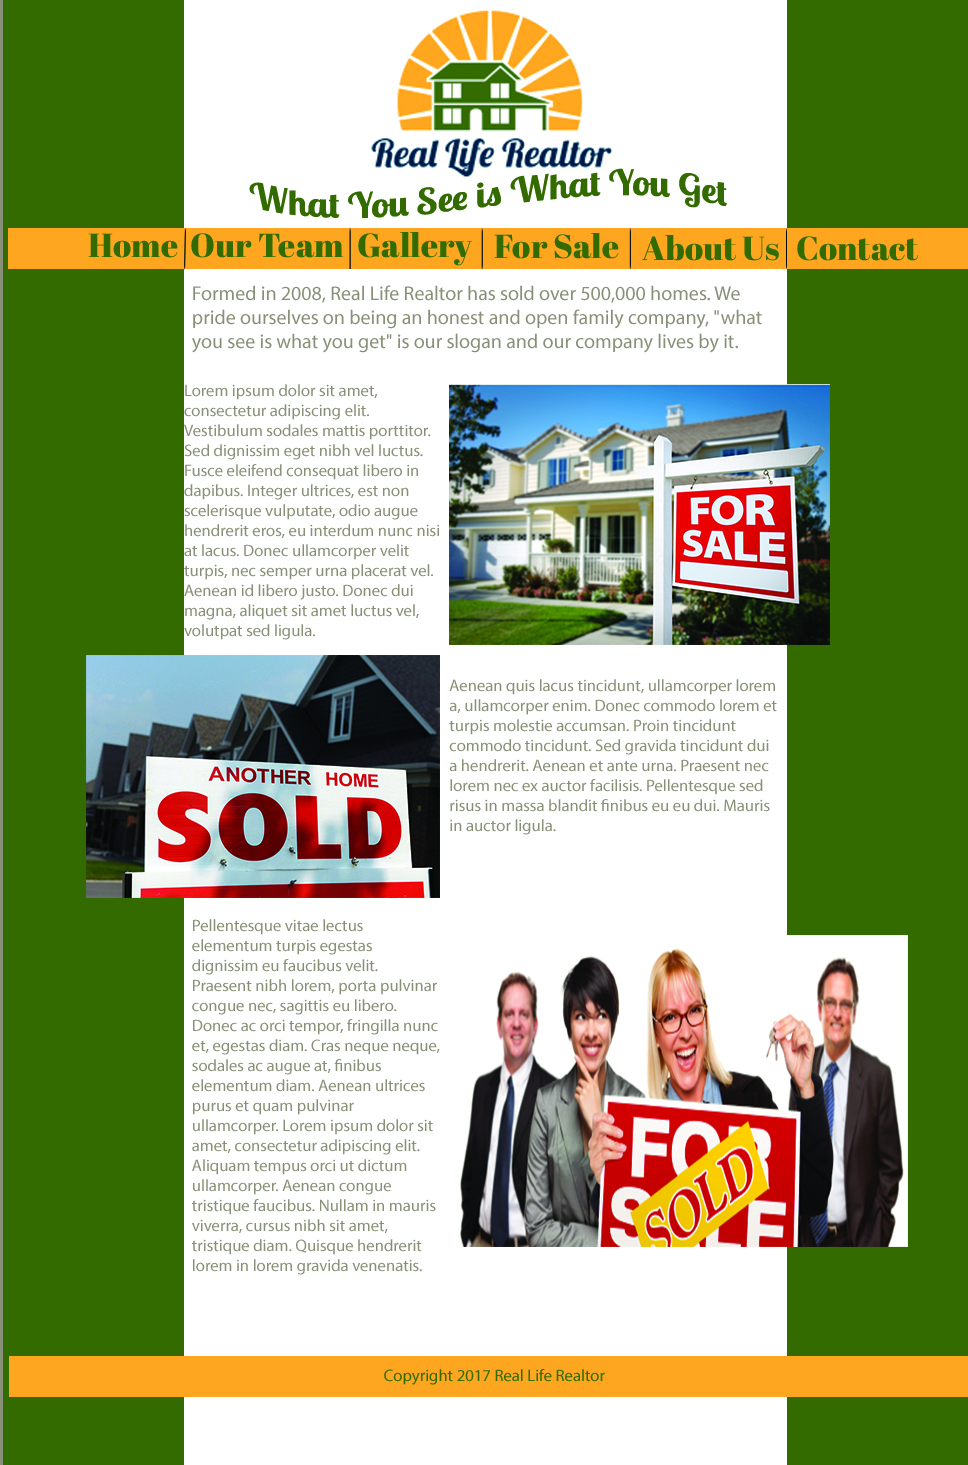 Real Life Realtor
What You See is What You Get
Home Our Team Gallery For Sale About Us Contact
Formed in 2008, Real Life Realtor has sold over 500,000 homes. We
pride ourselves on being an honest and open family company, "what
you see is what you get" is our slogan and our company lives by it.
Lorem ipsum dolor sit amet,
consectetur adipiscing elit.
Vestibulum sodales mattis porttitor.
Sed dignissim eget nibh vel luctus.
Fusce eleifend consequat libero in
dapibus. Integer ultrices, est non
scelerisque vulputate, odio augue
hendrerit eros, eu interdum nunc nisi
at lacus. Donec ullamcorper velit
turpis, nec semper urna placerat vel.
Aenean id libero justo. Donec dui
magna, aliquet sit amet luctus vel,
volutpat sed ligula.
FOR
SALE
ANOTHER HOME
SOLD
Aenean quis lacus tincidunt, ullamcorper lorem
a, ullamcorper enim. Donec commodo lorem et
turpis molestie accumsan. Proin tincidunt
commodo tincidunt. Sed gravida tincidunt dui
a hendrerit. Aenean et ante urna. Praesent nec
lorem nec ex auctor facilisis. Pellentesque sed
risus in massa blandit finibus eu eu dui. Mauris
in auctor ligula.
Pellentesque vitae lectus
elementum turpis egestas
dignissim eu faucibus velit.
Praesent nibh lorem, porta pulvinar
congue nec, sagittis eu libero.
Donec ac orci tempor, fringilla nunc
et, egestas diam. Cras neque neque,
sodales ac augue at, finibus
elementum diam. Aenean ultrices
purus et quam pulvinar
ullamcorper. Lorem ipsum dolor sit
amet, consectetur adipiscing elit.
Aliquam tempus orci ut dictum
ullamcorper. Aenean congue
tristique faucibus. Nullam in mauris
viverra, cursus nibh sit amet,
tristique diam. Quisque hendrerit
lorem in lorem gravida venenatis.
FOR
SALE
SOLD
Copyright 2017 Real Life Realtor